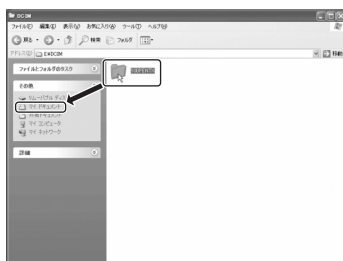 DCIM
ファイル(F) 編集(E) 表示(V) お気に入り(A) ツール(T) ヘルプ(H)
戻る 検索 フォルダ
アドレス(D) E:\DCIM 移動
ファイルとフォルダのタスク
その他
リムーバブル ディスク
マイ ドキュメント
共有ドキュメント
マイ コンピュータ
マイ ネットワーク
詳細